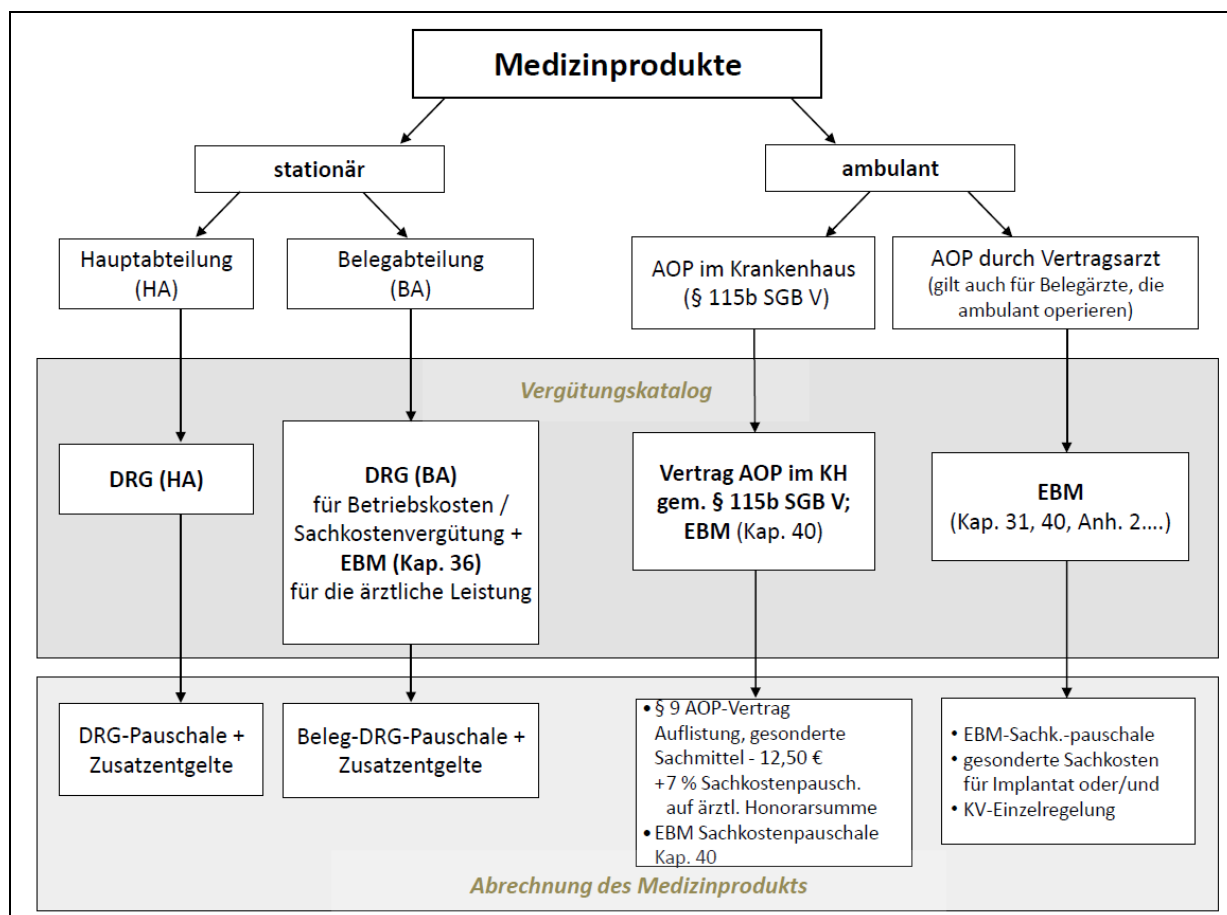 Medizinprodukte
stationär
ambulant
Hauptabteilung
(HA)
Belegabteilung
(BA)
AOP im Krankenhaus
(§ 115b SGB V)
AOP durch Vertragsarzt
(gilt auch für Belegärzte, die
ambulant operieren)
Vergütungskatalog
DRG (HA)
DRG (BA)
für Betriebskosten /
Sachkostenvergütung +
EBM (Kap. 36)
für die ärztliche Leistung
Vertrag AOP im KH
gem. § 115b SGB V;
EBM (Kap. 40)
EBM
(Kap. 31, 40, Anh. 2....)
DRG-Pauschale +
Zusatzentgelte
Beleg-DRG-Pauschale +
Zusatzentgelte
• § 9 AOP-Vertrag
Auflistung, gesonderte
Sachmittel - 12,50 €
+7 % Sachkostenpausch.
auf ärztl. Honorarsumme
• EBM Sachkostenpauschale
Kap. 40
• EBM-Sachk.-pauschale
• gesonderte Sachkosten
für Implantat oder/und
• KV-Einzelregelung
Abrechnung des Medizinprodukts